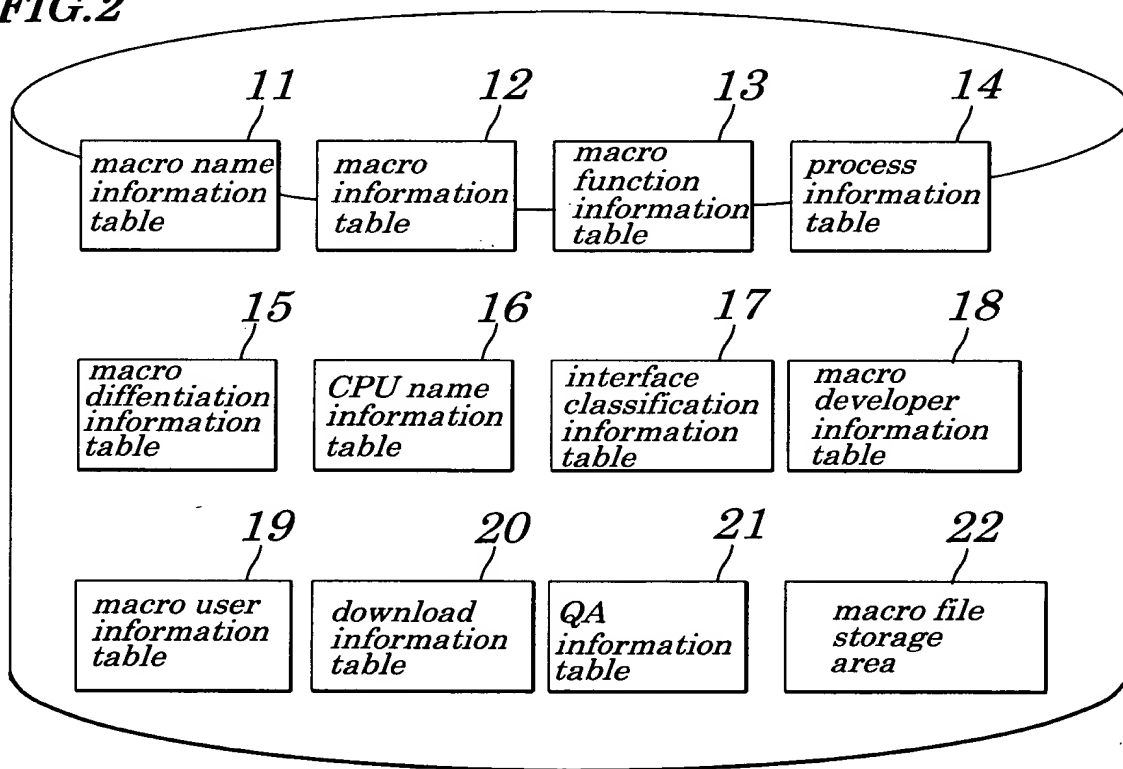 FIG.2
11
12
13
14
macro name
information
table
macro
information
table
macro
function
information
table
process
information
table
15
16
17
18
macro
diffentiation
information
table
CPU name
information
table
interface
classification
information
table
macro
developer
information
table
19
20
21
22
macro user
information
table
download
information
table
QA
information
table
macro file
storage
area